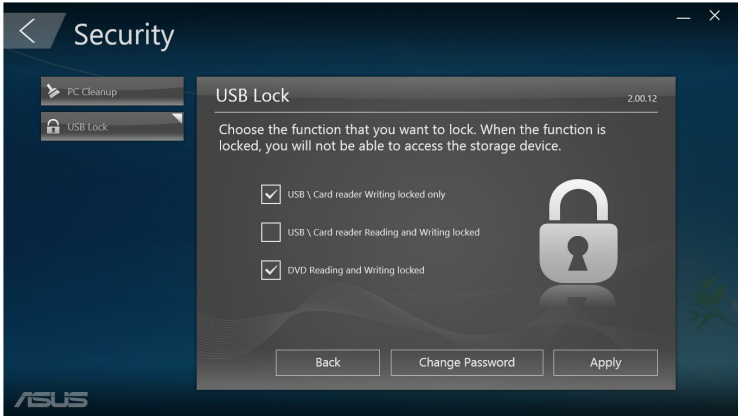 Security
PC Cleanup
USB Lock
USB Lock
2.00.12
Choose the function that you want to lock. When the function is
locked, you will not be able to access the storage device.
USB \ Card reader Writing locked only
USB \ Card reader Reading and Writing locked
DVD Reading and Writing locked
Back
Change Password
Apply
ASUS